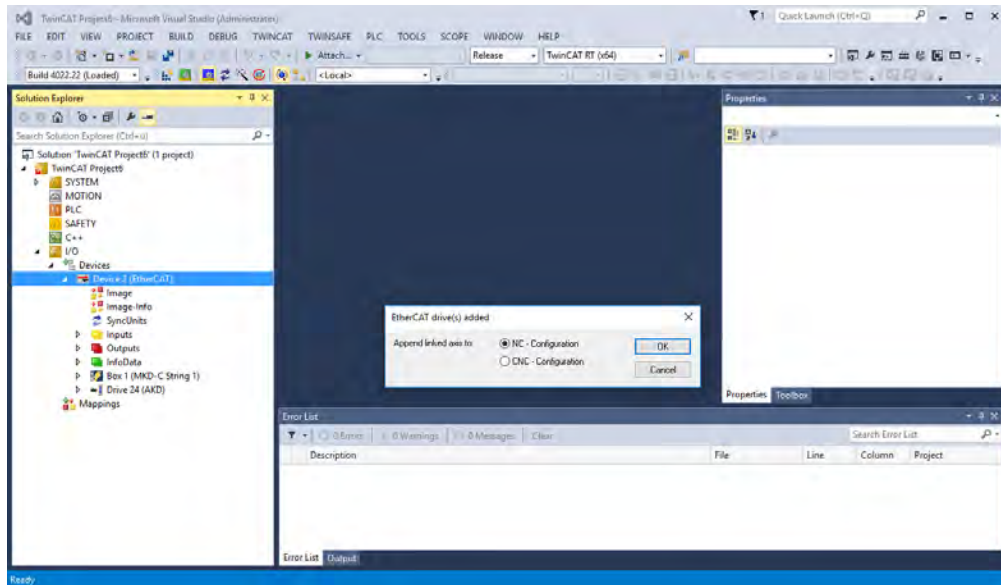 TwinCAT Project6 - Microsoft Visual Studio (Administrator)
1
Quick Launch (Ctrl+Q)
FILE EDIT VIEW PROJECT BUILD DEBUG TWINCAT TWINSAFE PLC TOOLS SCOPE WINDOW HELP
Attach...
Release
TwinCAT RT (x64)
Build 4022.22 (Loaded)
<Local>
Solution Explorer
Search Solution Explorer (Ctrl+ü)
Solution 'TwinCAT Project6' (1 project)
TwinCAT Project6
SYSTEM
MOTION
PLC
SAFETY
C++
I/O
Devices
Device 2 (EtherCAT)
Image
Image-Info
SyncUnits
Inputs
Outputs
InfoData
Box 1 (MKD-C String 1)
Drive 24 (AKD)
Mappings
EtherCAT drive(s) added
Append linked axis to:
NC - Configuration
CNC - Configuration
OK
Cancel
Properties
Properties Toolbox
Error List
0 Errors 0 Warnings 0 Messages Clear
Search Error List
Description File Line Column Project
Error List Output
Ready